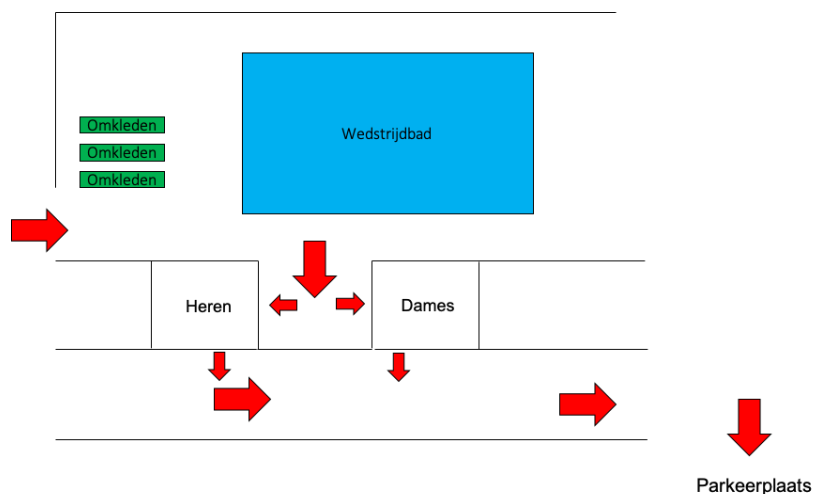 Omkleden
Wedstrijdbad
Omkleden
Omkleden
Heren
Dames
Parkeerplaats